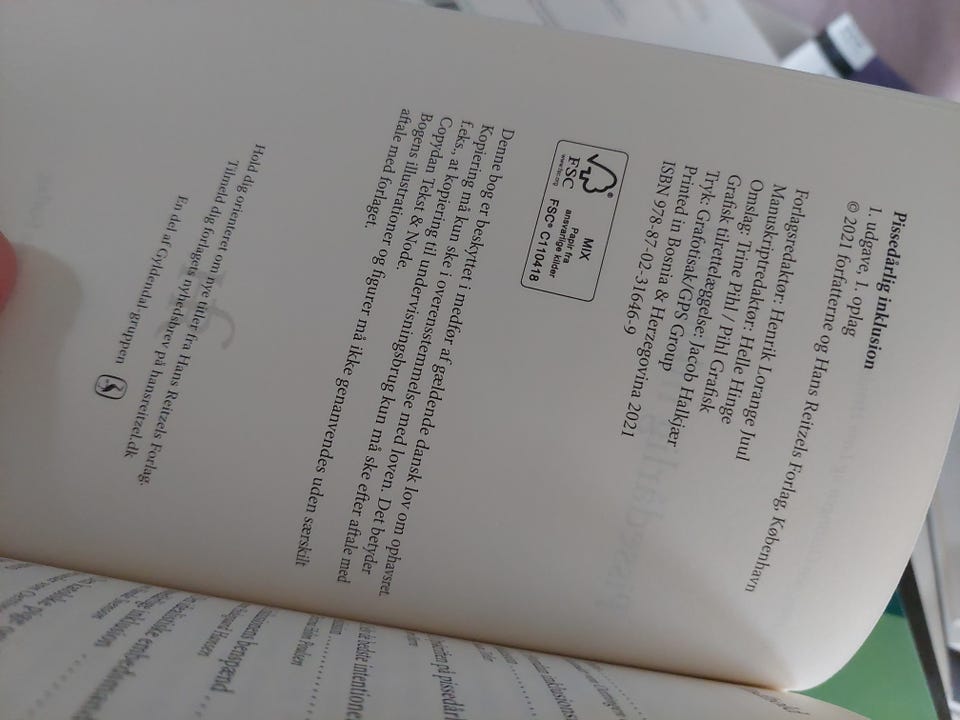 Pissedårlig inklusion
1. udgave, 1. oplag
© 2021 forfatterne og Hans Reitzels Forlag, København
Forlagsredaktør: Henrik Lorange Juul
Manuskriptredaktør: Helle Hinge
Omslag: Trine Pihl / Pihl Grafisk
Grafisk tilrettelæggelse: Jacob Halkjær
Tryk: Grafotisak/GPS Group
Printed in Bosnia & Herzegovina 2021
ISBN 978-87-02-31646-9
FSC
www.fsc.org
MIX
Papir fra
ansvarlige kilder
FSC® C110418
Denne bog er beskyttet i medfør af gældende dansk lov om ophavsret.
Kopiering må kun ske i overensstemmelse med loven. Det betyder
f.eks., at kopiering til undervisningsbrug kun må ske efter aftale med
Copydan Tekst & Node.
Bogens illustrationer og figurer må ikke genanvendes uden særskilt
aftale med forlaget.
Hold dig orienteret om nye titler fra Hans Reitzels Forlag.
Tilmeld dig forlagets nyhedsbrev på hansreitzel.dk
En del af Gyldendal-gruppen